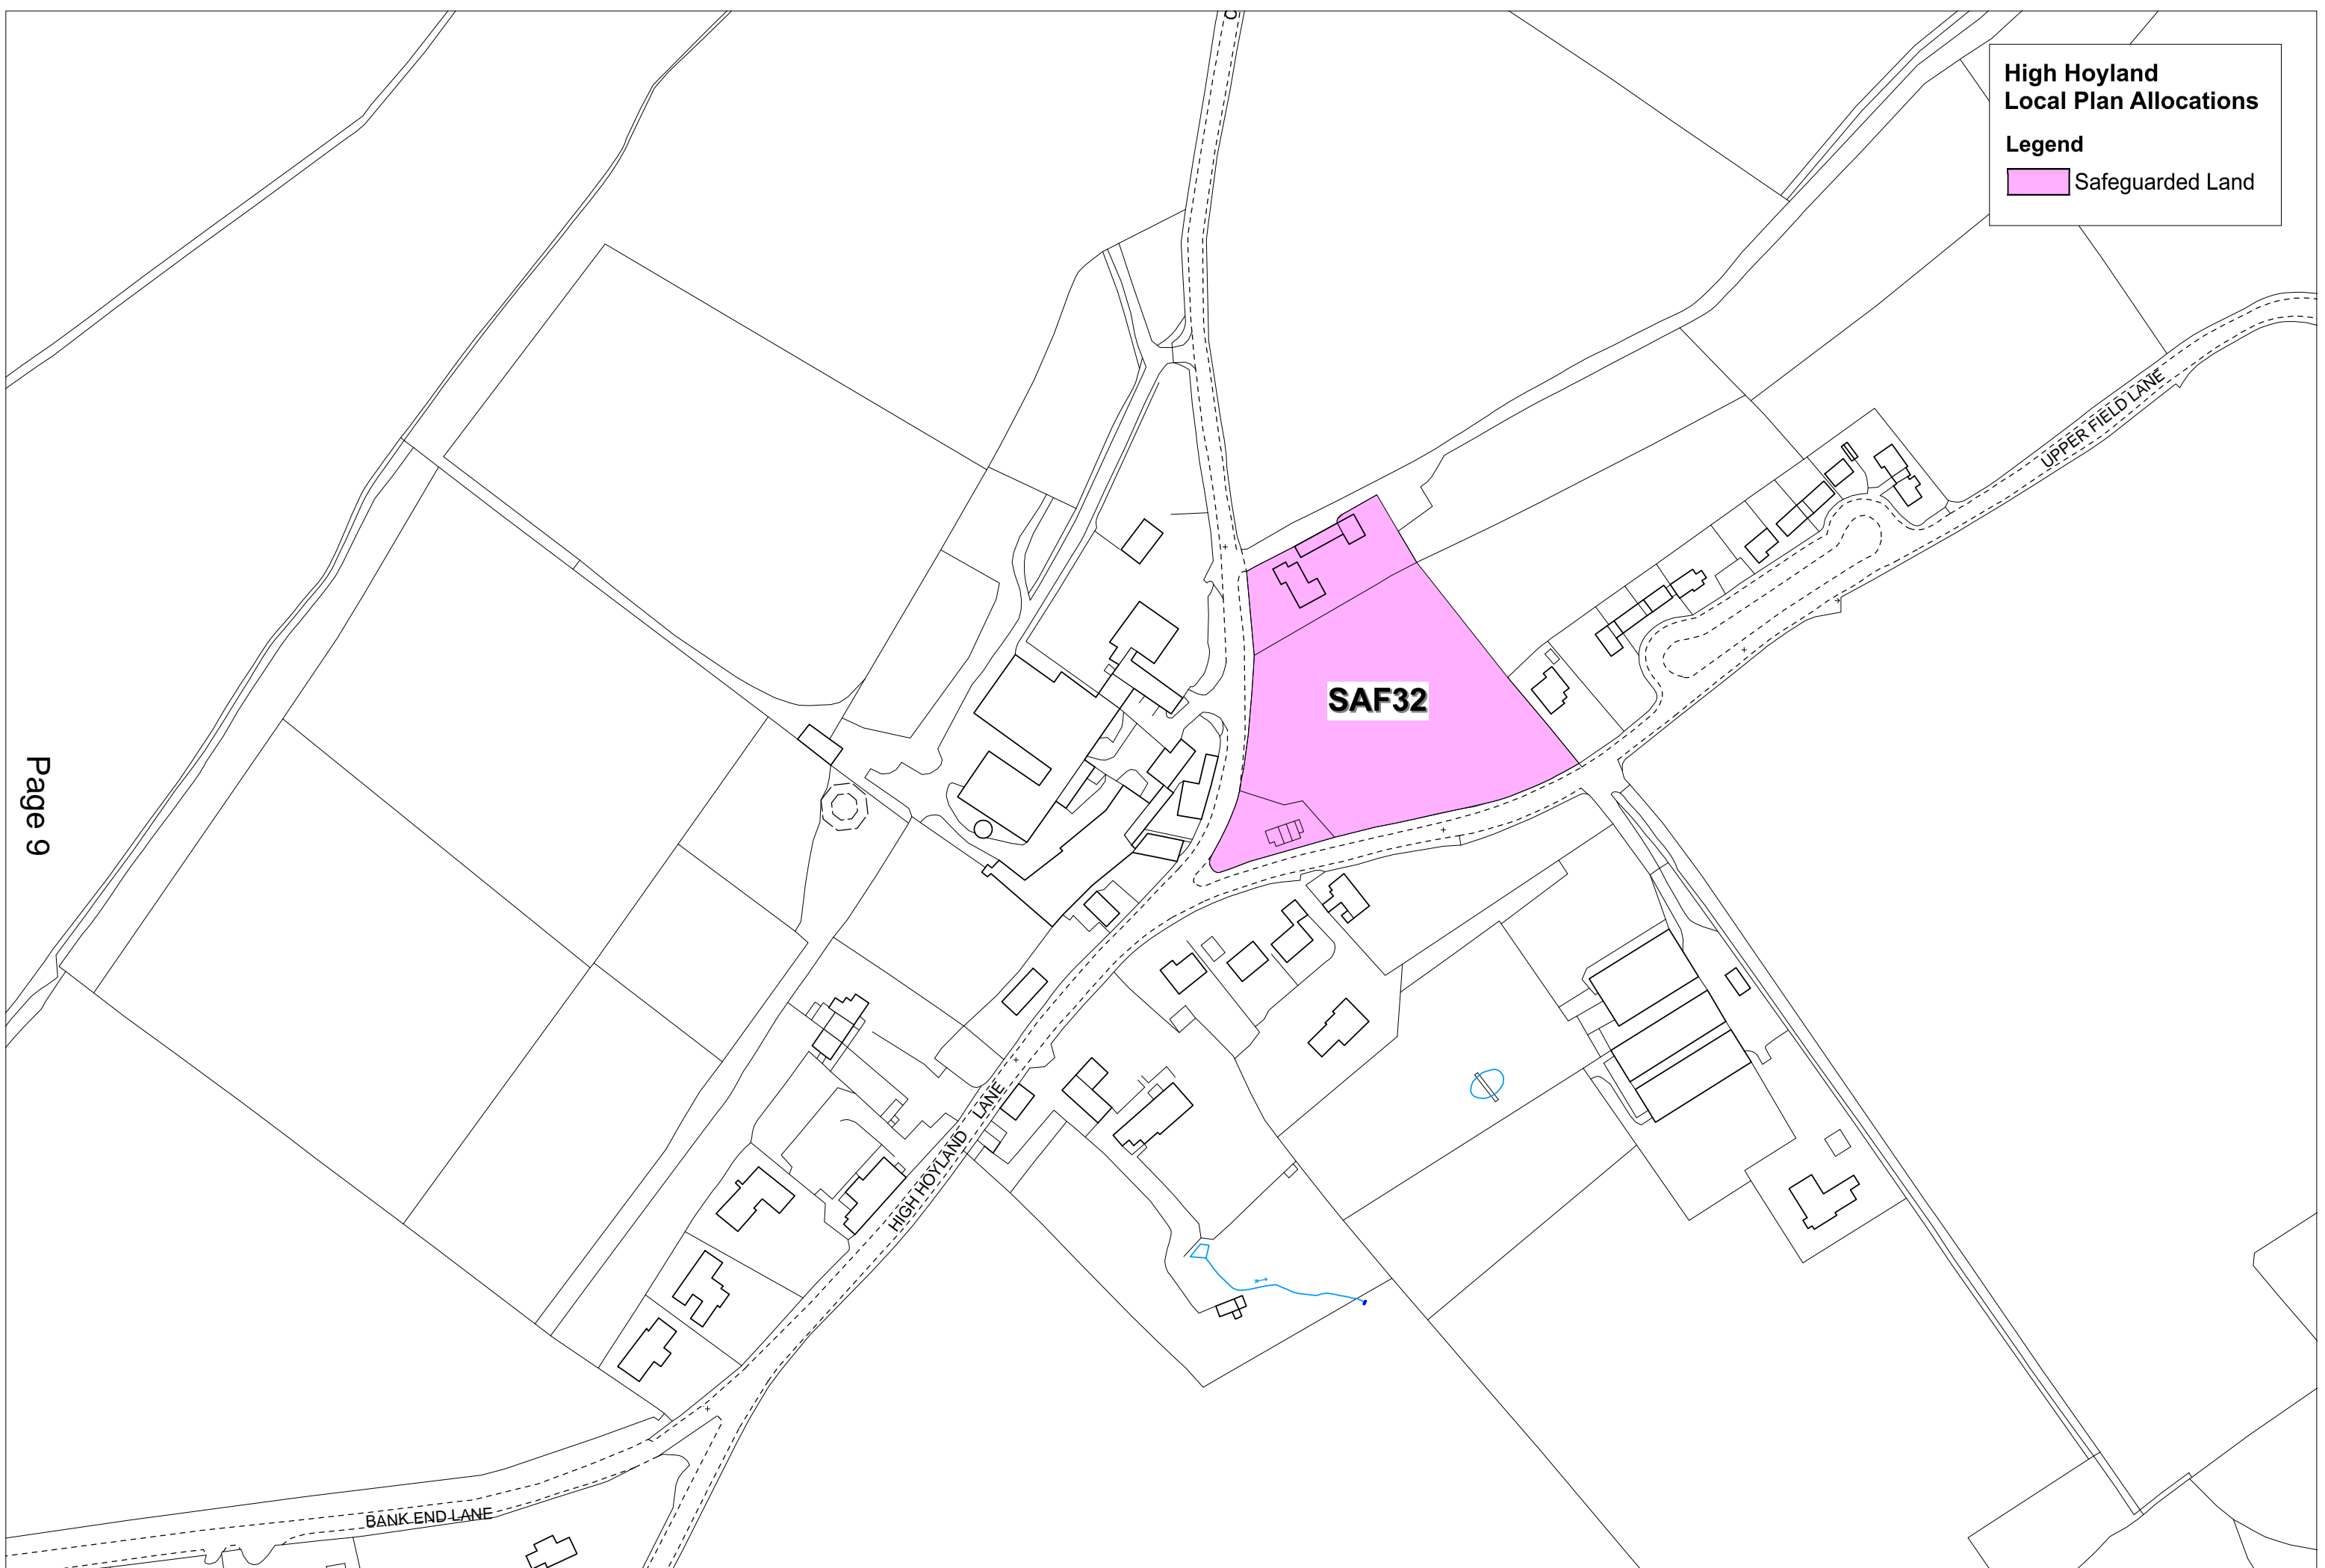 High Hoyland
Local Plan Allocations
Legend
Safeguarded Land
UPPER FIELD LANE
SAF32
Page 9
HIGH HOYLAND LANE
BANK END LANE